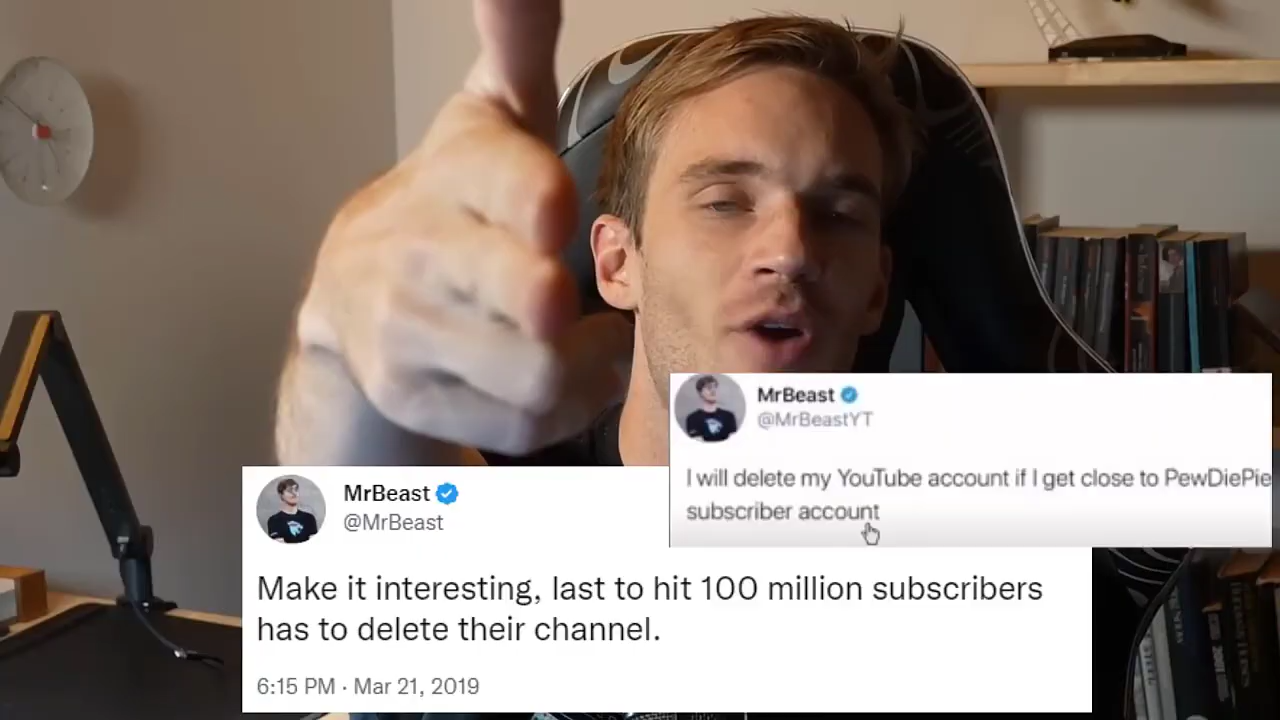 MrBeast
@MrBeastYT
I will delete my YouTube account if I get close to PewDiePie
subscriber account
MrBeast
@MrBeast
Make it interesting, last to hit 100 million subscribers
has to delete their channel.
6:15 PM · Mar 21, 2019